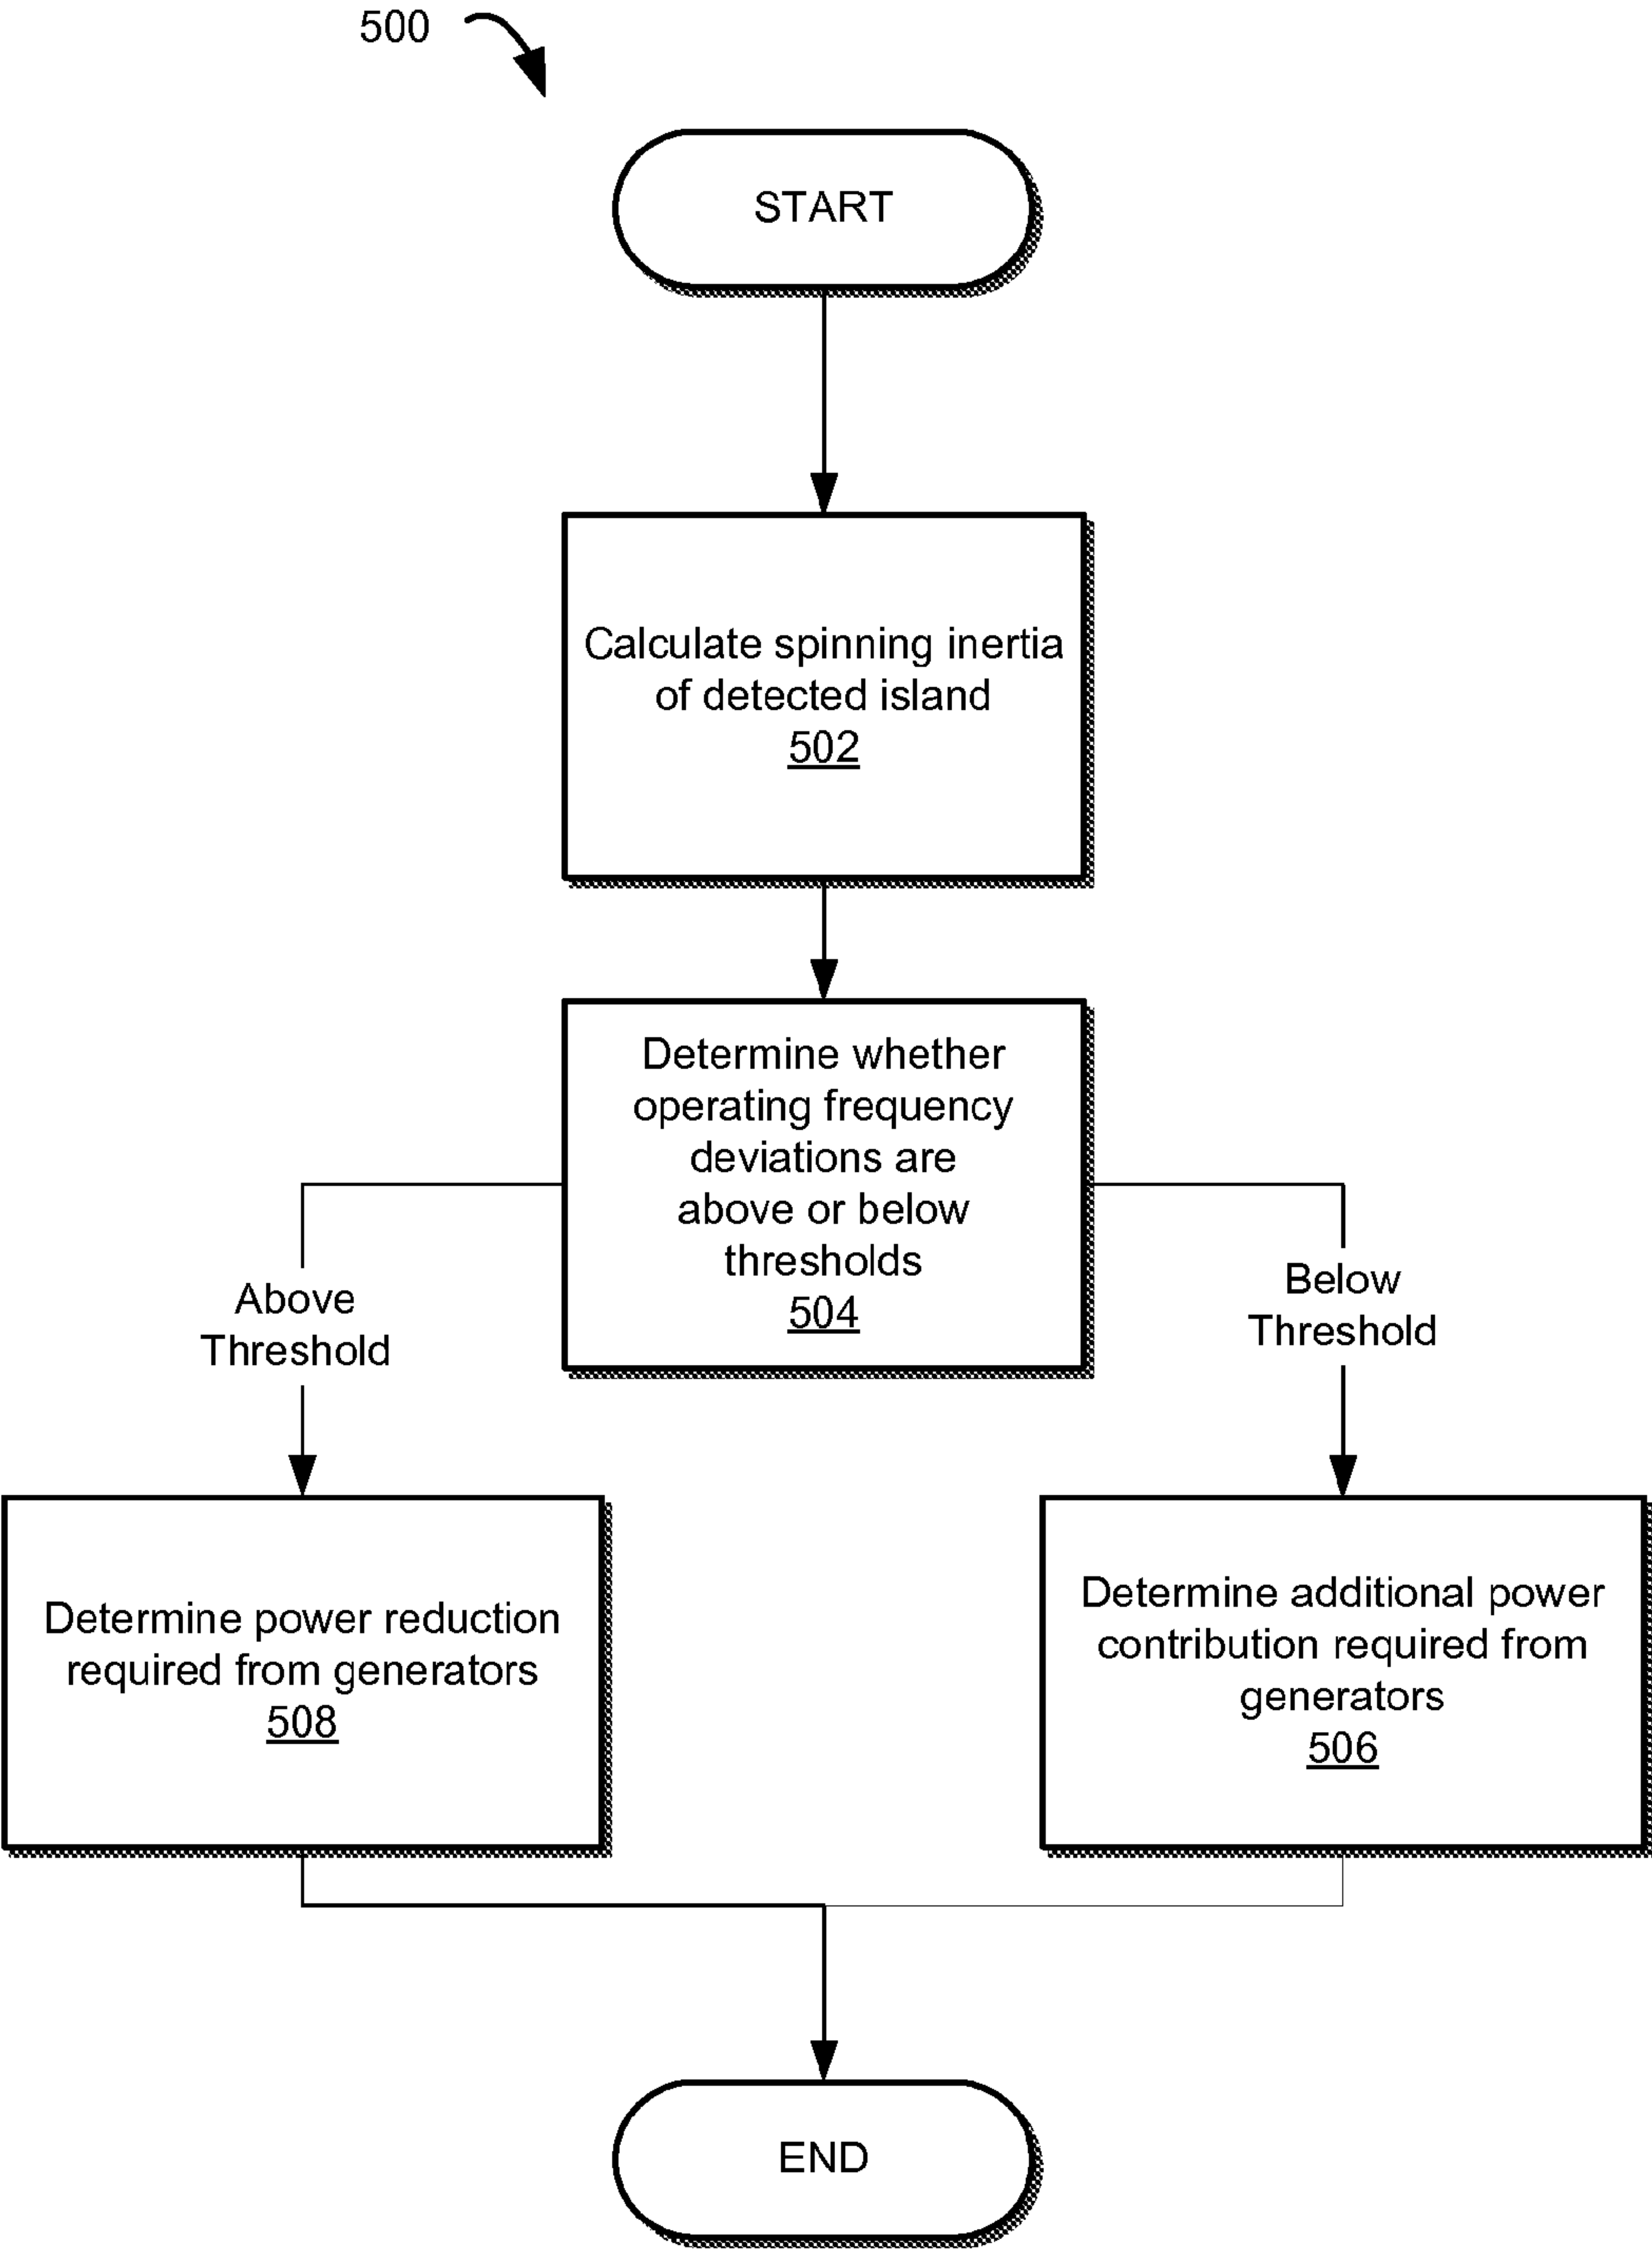 500
START
Calculate spinning inertia
of detected island
502
Determine whether
operating frequency
deviations are
above or below
thresholds
504
Above
Threshold
Below
Threshold
Determine power reduction
required from generators
508
Determine additional power
contribution required from
generators
506
END